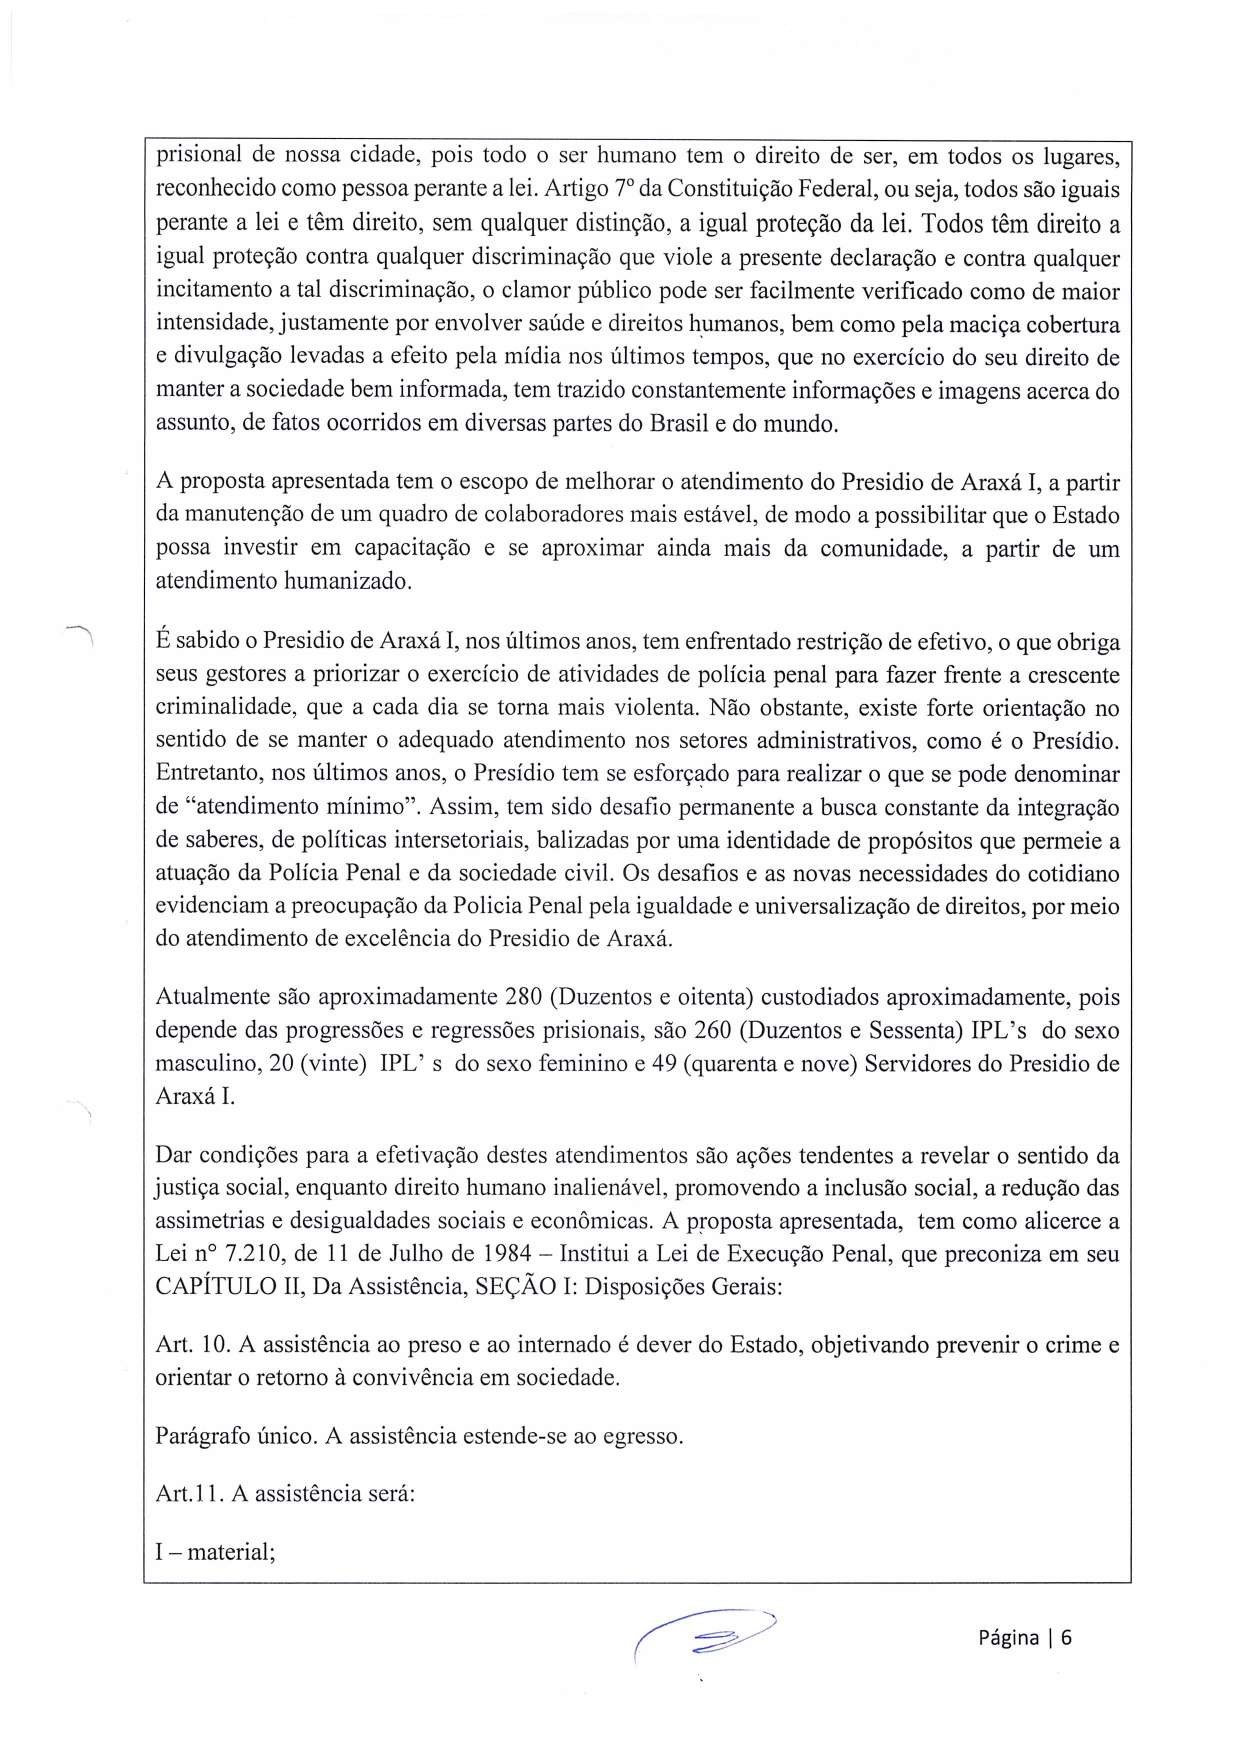 prisional de nossa cidade, pois todo o ser humano tem o direito de ser, em todos os lugares,
reconhecido como pessoa perante a lei. Artigo 7º da Constituição Federal, ou seja, todos são iguais
perante a lei e têm direito, sem qualquer distinção, a igual proteção da lei. Todos têm direito a
igual proteção contra qualquer discriminação que viole a presente declaração e contra qualquer
incitamento a tal discriminação, o clamor público pode ser facilmente verificado como de maior
intensidade, justamente por envolver saúde e direitos humanos, bem como pela maciça cobertura
e divulgação levadas a efeito pela mídia nos últimos tempos, que no exercício do seu direito de
manter a sociedade bem informada, tem trazido constantemente informações e imagens acerca do
assunto, de fatos ocorridos em diversas partes do Brasil e do mundo.
A proposta apresentada tem o escopo de melhorar o atendimento do Presidio de Araxá I, a partir
da manutenção de um quadro de colaboradores mais estável, de modo a possibilitar que o Estado
possa investir em capacitação e se aproximar ainda mais da comunidade, a partir de um
atendimento humanizado.
É sabido o Presidio de Araxá I, nos últimos anos, tem enfrentado restrição de efetivo, o que obriga
seus gestores a priorizar o exercício de atividades de polícia penal para fazer frente a crescente
criminalidade, que a cada dia se torna mais violenta. Não obstante, existe forte orientação no
sentido de se manter o adequado atendimento nos setores administrativos, como é o Presídio.
Entretanto, nos últimos anos, o Presídio tem se esforçado para realizar o que se pode denominar
de “atendimento mínimo”. Assim, tem sido desafio permanente a busca constante da integração
de saberes, de políticas intersetoriais, balizadas por uma identidade de propósitos que permeie a
atuação da Polícia Penal e da sociedade civil. Os desafios e as novas necessidades do cotidiano
evidenciam a preocupação da Policia Penal pela igualdade e universalização de direitos, por meio
do atendimento de excelência do Presidio de Araxá.
Atualmente são aproximadamente 280 (Duzentos e oitenta) custodiados aproximadamente, pois
depende das progressões e regressões prisionais, são 260 (Duzentos e Sessenta) IPL’s do sexo
masculino, 20 (vinte) IPL’ s do sexo feminino e 49 (quarenta e nove) Servidores do Presidio de
Araxá I.
Dar condições para a efetivação destes atendimentos são ações tendentes a revelar o sentido da
justiça social, enquanto direito humano inalienável, promovendo a inclusão social, a redução das
assimetrias e desigualdades sociais e econômicas. A proposta apresentada, tem como alicerce a
Lei n° 7.210, de 11 de Julho de 1984 – Institui a Lei de Execução Penal, que preconiza em seu
CAPÍTULO II, Da Assistência, SEÇÃO I: Disposições Gerais:
Art. 10. A assistência ao preso e ao internado é dever do Estado, objetivando prevenir o crime e
orientar o retorno à convivência em sociedade.
Parágrafo único. A assistência estende-se ao egresso.
Art.11. A assistência será:
I – material;
Página | 6